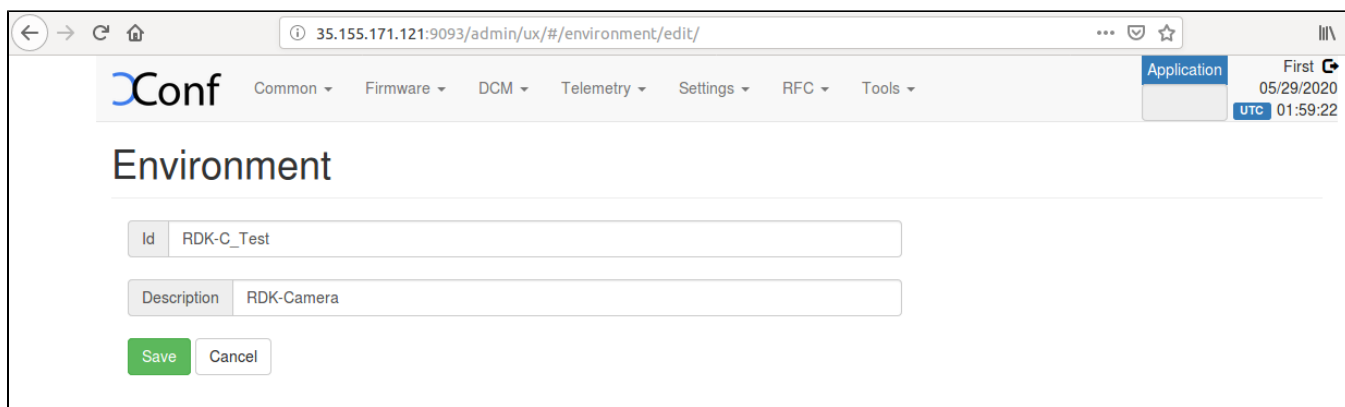 35.155.171.121:9093/admin/ux/#/environment/edit/
XConf Common Firmware DCM Telemetry Settings RFC Tools
Application
First
05/29/2020
UTC 01:59:22
Environment
Id RDK-C_Test
Description RDK-Camera
Save Cancel